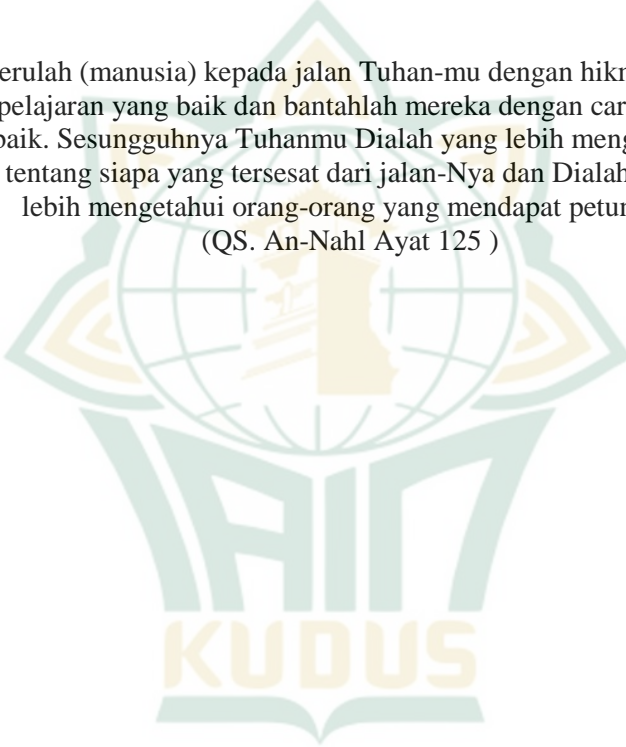 erulah (manusia) kepada jalan Tuhan-mu dengan hikm
pelajaran yang baik dan bantahlah mereka dengan car
baik. Sesungguhnya Tuhanmu Dialah yang lebih meng
tentang siapa yang tersesat dari jalan-Nya dan Dialah
lebih mengetahui orang-orang yang mendapat petun
(QS. An-Nahl Ayat 125 )
IAIN
KUDUS